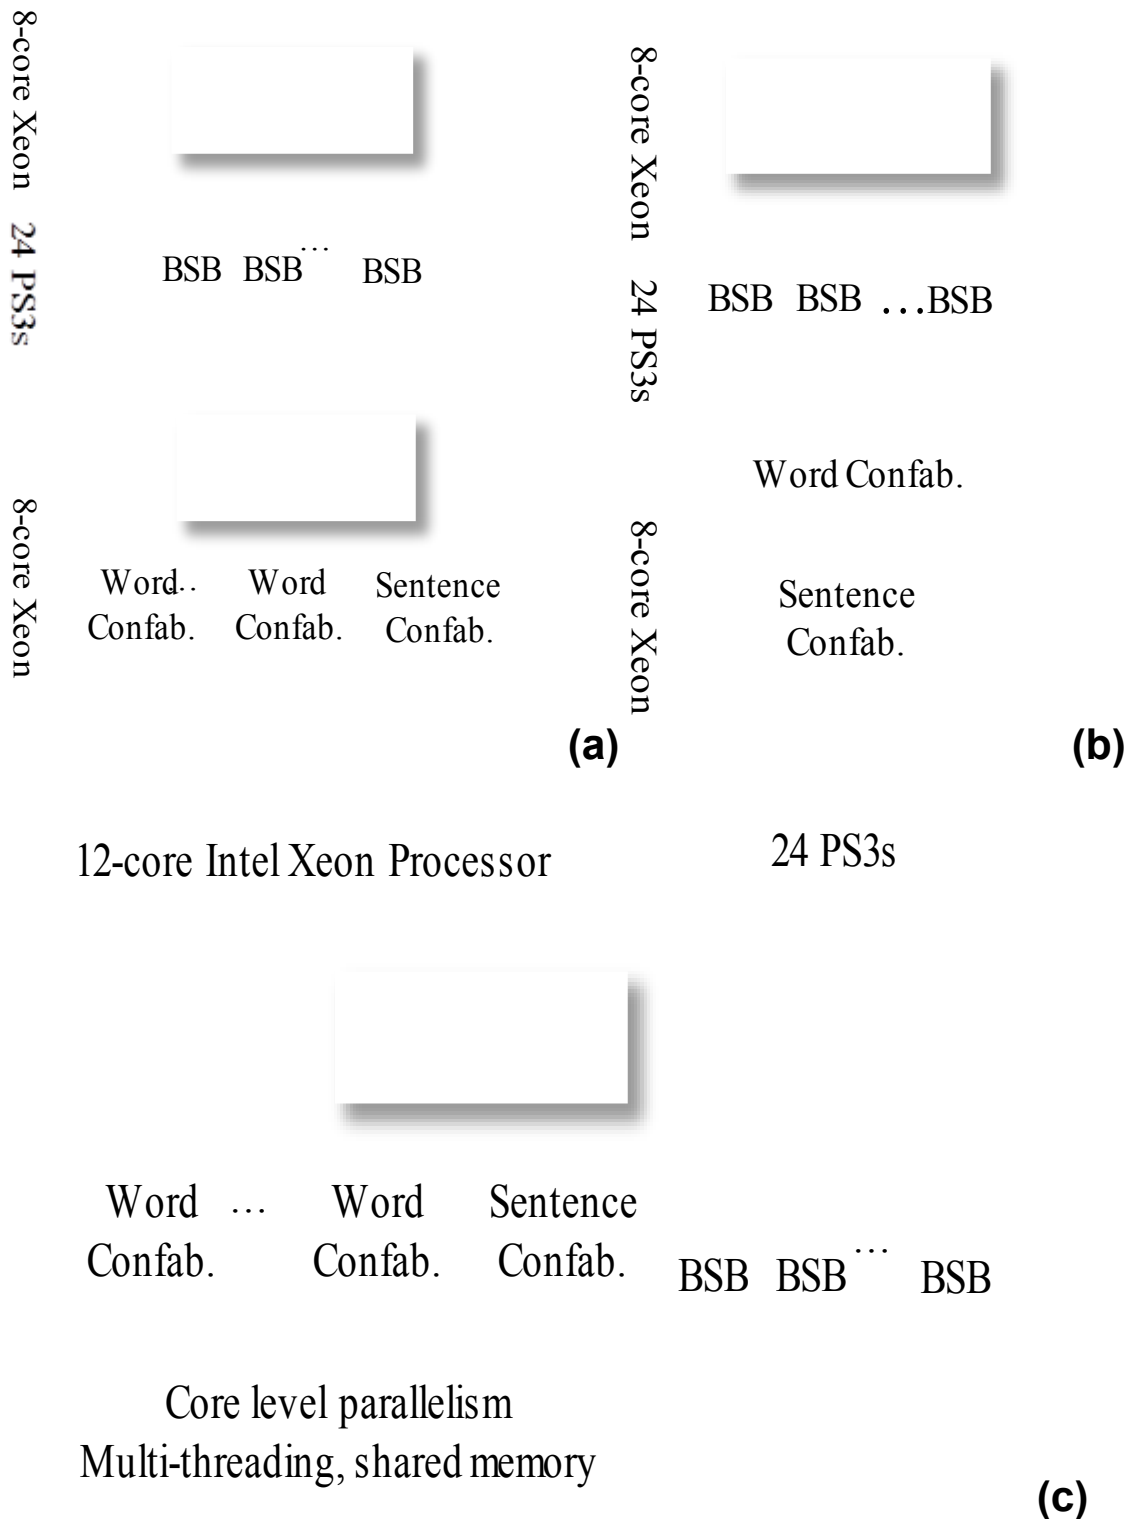 8-core Xeon
24 PS3s
8-core Xeon
BSB BSB ... BSB
Word... Word Sentence
Confab. Confab. Confab.
(a)
8-core Xeon
24 PS3s
8-core Xeon
BSB BSB ...BSB
Word Confab.
Sentence
Confab.
(b)
12-core Intel Xeon Processor
24 PS3s
Word ... Word Sentence
Confab. Confab. Confab.
BSB BSB ... BSB
Core level parallelism
Multi-threading, shared memory
(c)